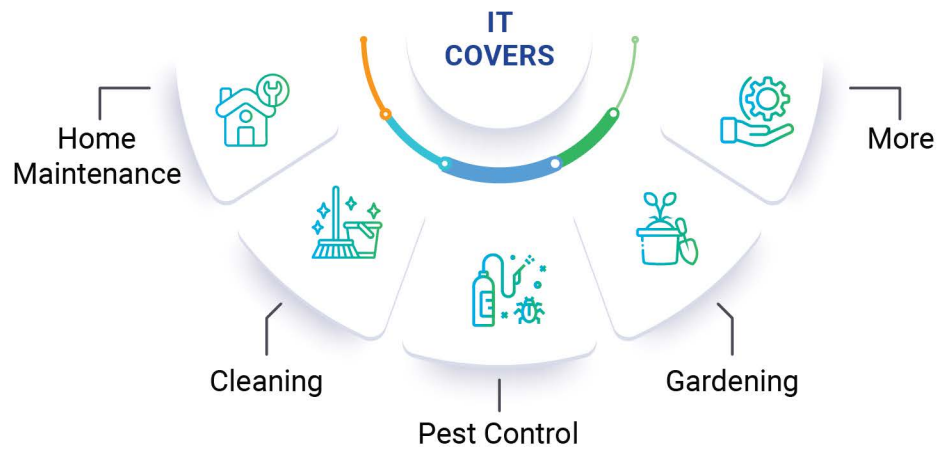 IT
COVERS
Home
Maintenance
Cleaning
Pest Control
Gardening
More